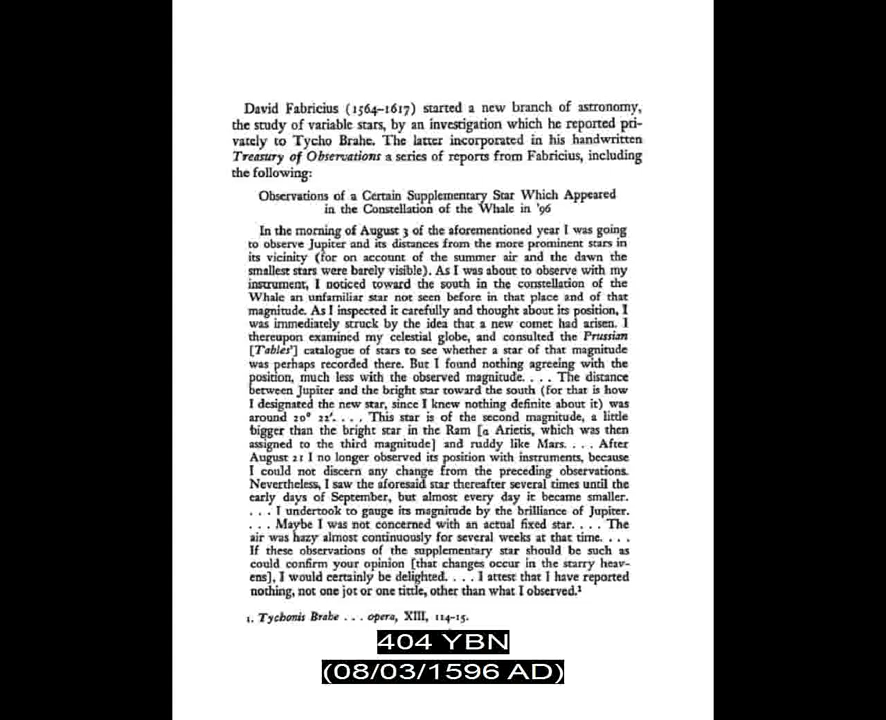 David Fabricius (1564–1617) started a new branch of astronomy,
the study of variable stars, by an investigation which he reported pri-
vately to Tycho Brahe. The latter incorporated in his handwritten
Treasury of Observations a series of reports from Fabricius, including
the following:
Observations of a Certain Supplementary Star Which Appeared
in the Constellation of the Whale in '96
In the morning of August 3 of the aforementioned year I was going
to observe Jupiter and its distances from the more prominent stars in
its vicinity (for on account of the summer air and the dawn the
smallest stars were barely visible). As I was about to observe with my
instrument, I noticed toward the south in the constellation of the
Whale an unfamiliar star not seen before in that place and of that
magnitude. As I inspected it carefully and thought about its position, I
was immediately struck by the idea that a new comet had arisen. I
thereupon examined my celestial globe, and consulted the Prussian
[Tables'] catalogue of stars to see whether a star of that magnitude
was perhaps recorded there. But I found nothing agreeing with the
position, much less with the observed magnitude. . . . The distance
between Jupiter and the bright star toward the south (for that is how
I designated the new star, since I knew nothing definite about it) was
around 20° 22'. . . . This star is of the second magnitude, a little
bigger than the bright star in the Ram [α Arietis, which was then
assigned to the third magnitude] and ruddy like Mars. . . . After
August 21 I no longer observed its position with instruments, because
I could not discern any change from the preceding observations.
Nevertheless, I saw the aforesaid star thereafter several times until the
early days of September, but almost every day it became smaller.
. . . I undertook to gauge its magnitude by the brilliance of Jupiter.
. . . Maybe I was not concerned with an actual fixed star. . . . The
air was hazy almost continuously for several weeks at that time. . . .
If these observations of the supplementary star should be such as
could confirm your opinion [that changes occur in the starry heav-
ens], I would certainly be delighted. . . . I attest that I have reported
nothing, not one jot or one tittle, other than what I observed.¹
1. Tychonis Brahe . . . opera, XIII, 114–15.
404 YBN
(08/03/1596 AD)